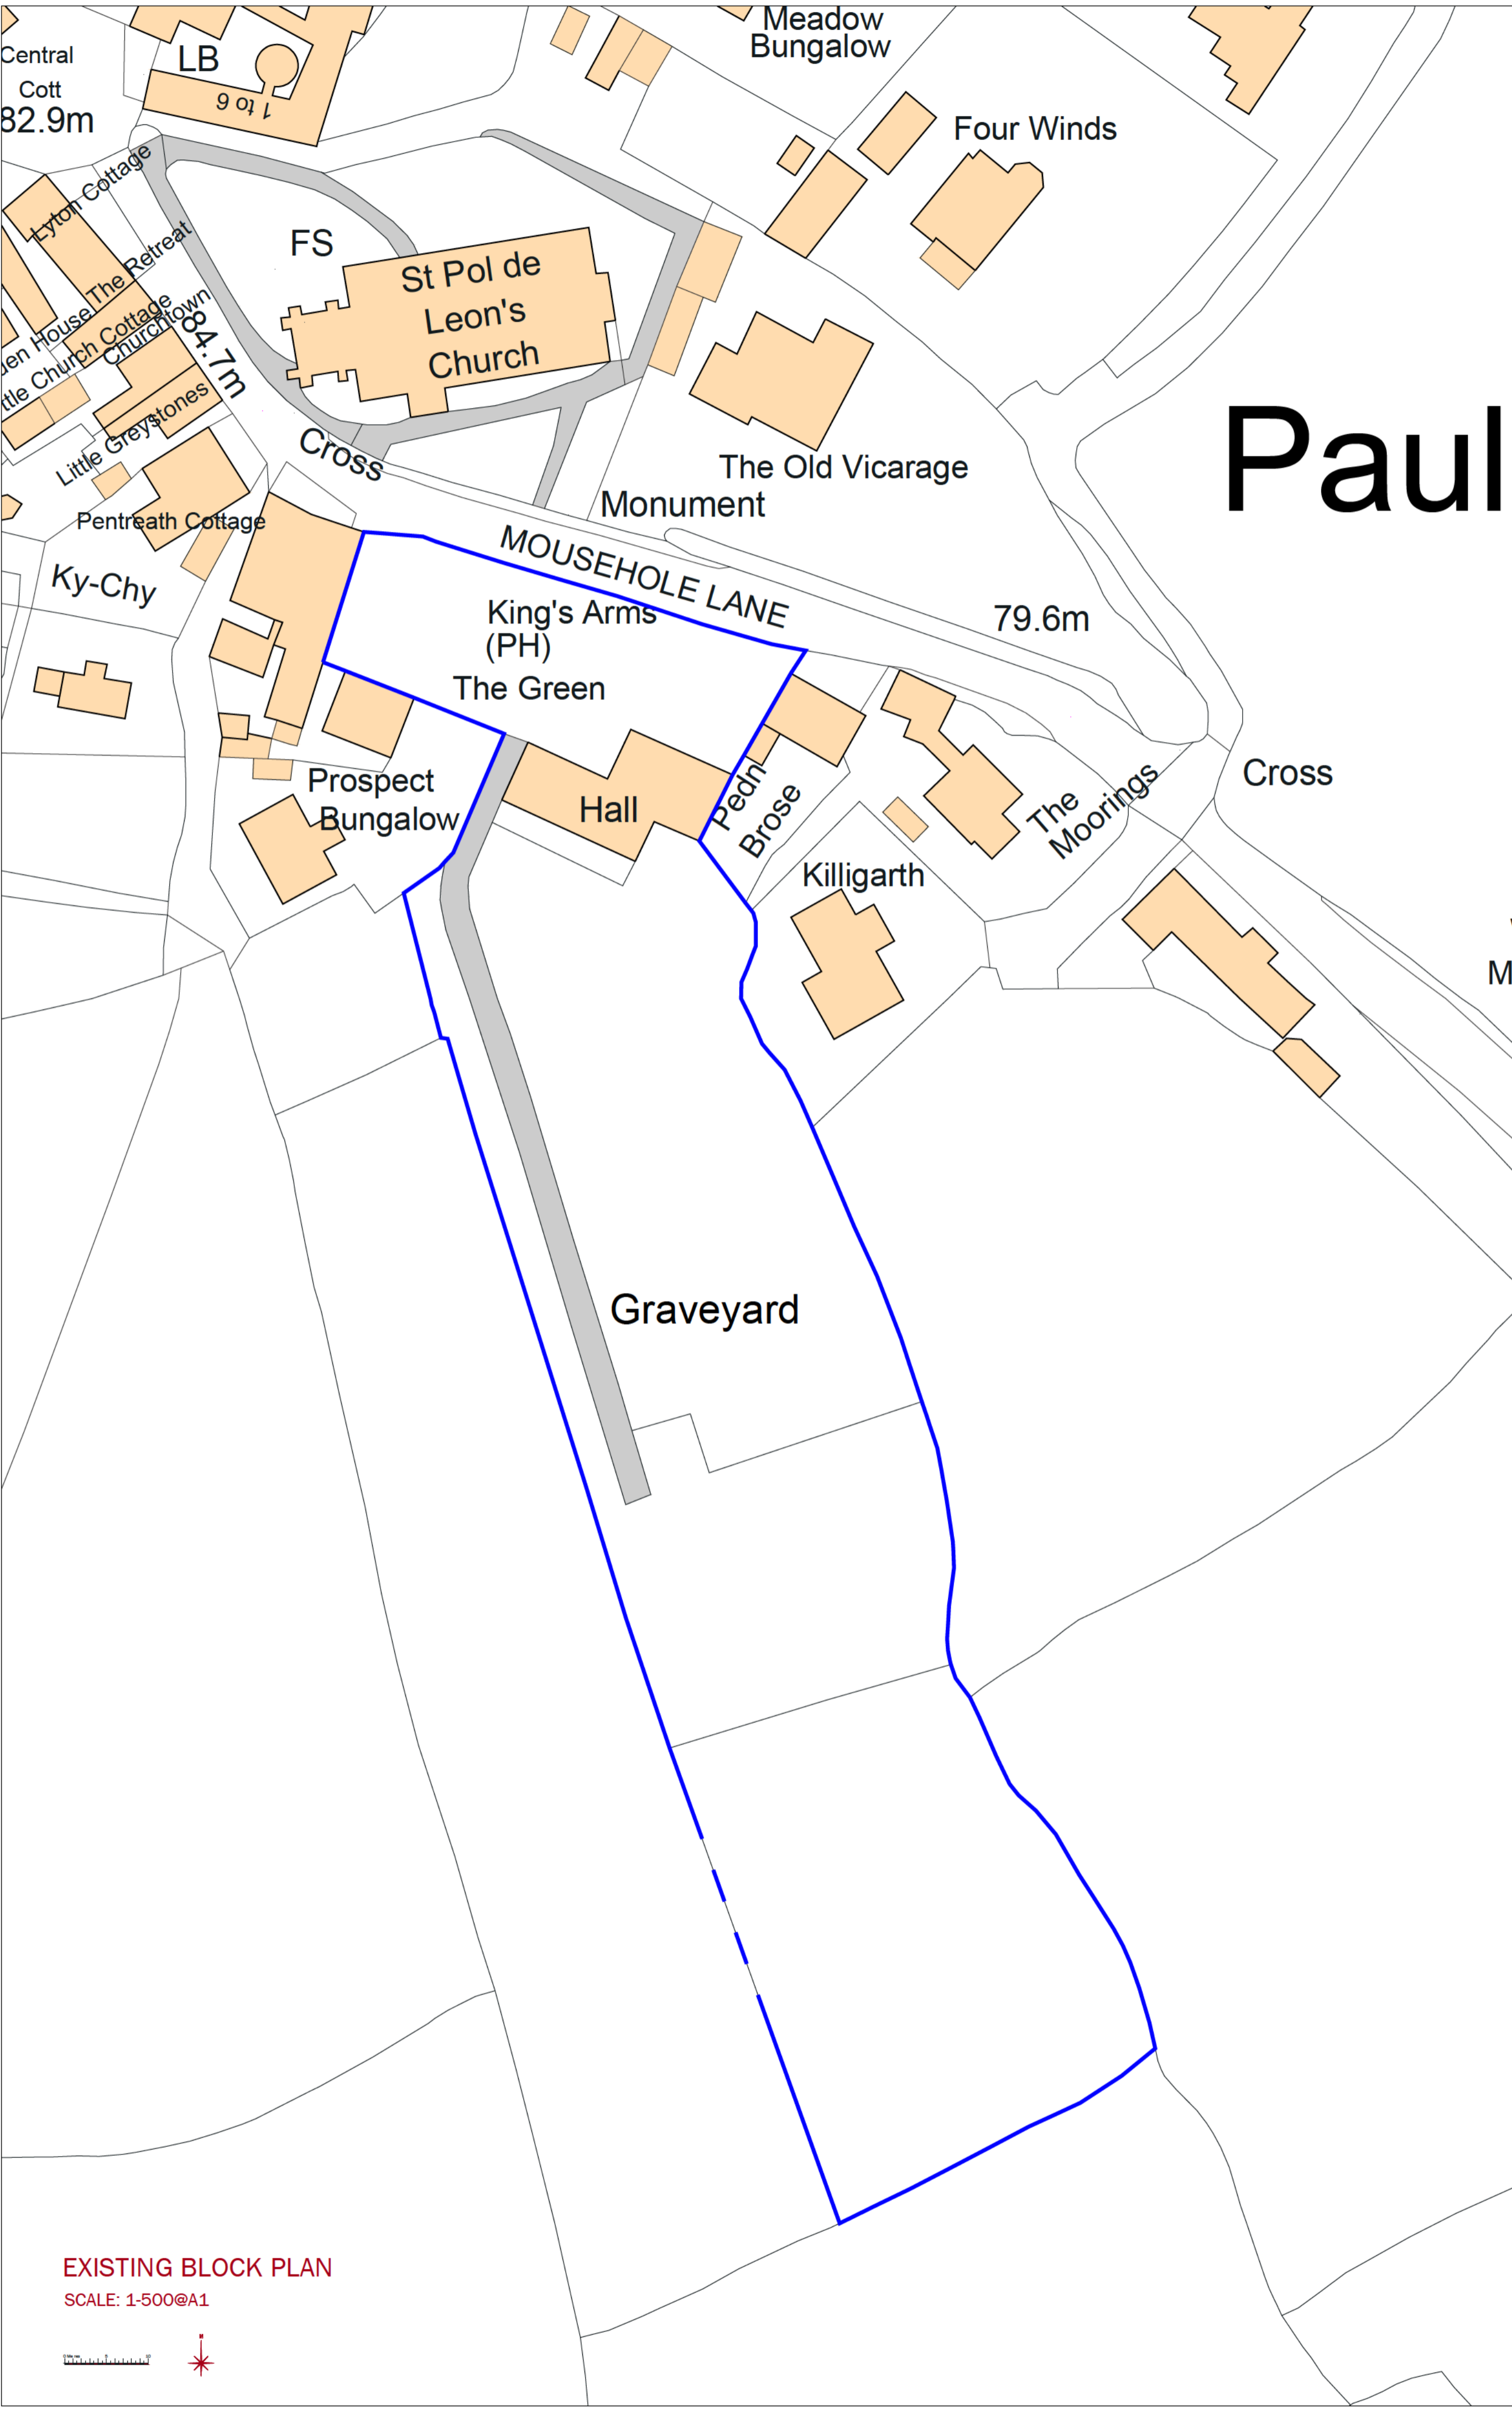 Meadow
Bungalow
Central
Cott
82.9m
LB
1 to 6
Four Winds
Lyton Cottage
The Retreat
FS
St Pol de
Leon's
Church
Little Church Cottage
Churchtown
84.7m
Little Greystones
Cross
Paul
The Old Vicarage
Monument
Pentreath Cottage
MOUSEHOLE LANE
Ky-Chy
King's Arms
(PH)
79.6m
The Green
Prospect
Bungalow
Hall
Pedn
Brose
The
Moorings
Cross
Killigarth
M
Graveyard
EXISTING BLOCK PLAN
SCALE: 1-500@A1
N